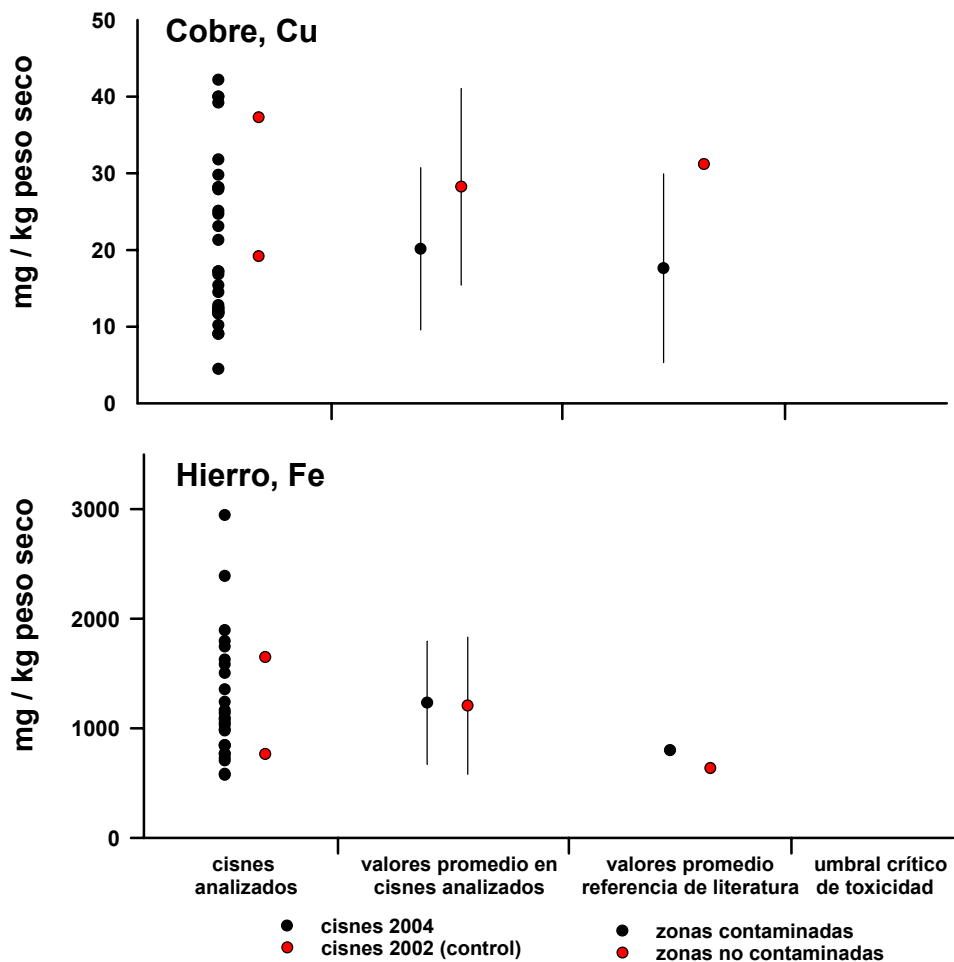 Cobre, Cu
mg / kg peso seco
50
40
30
20
10
0
Hierro, Fe
mg / kg peso seco
3000
2000
1000
0
cisnes
analizados
valores promedio en
cisnes analizados
valores promedio
referencia de literatura
umbral crítico
de toxicidad
cisnes 2004
cisnes 2002 (control)
zonas contaminadas
zonas no contaminadas